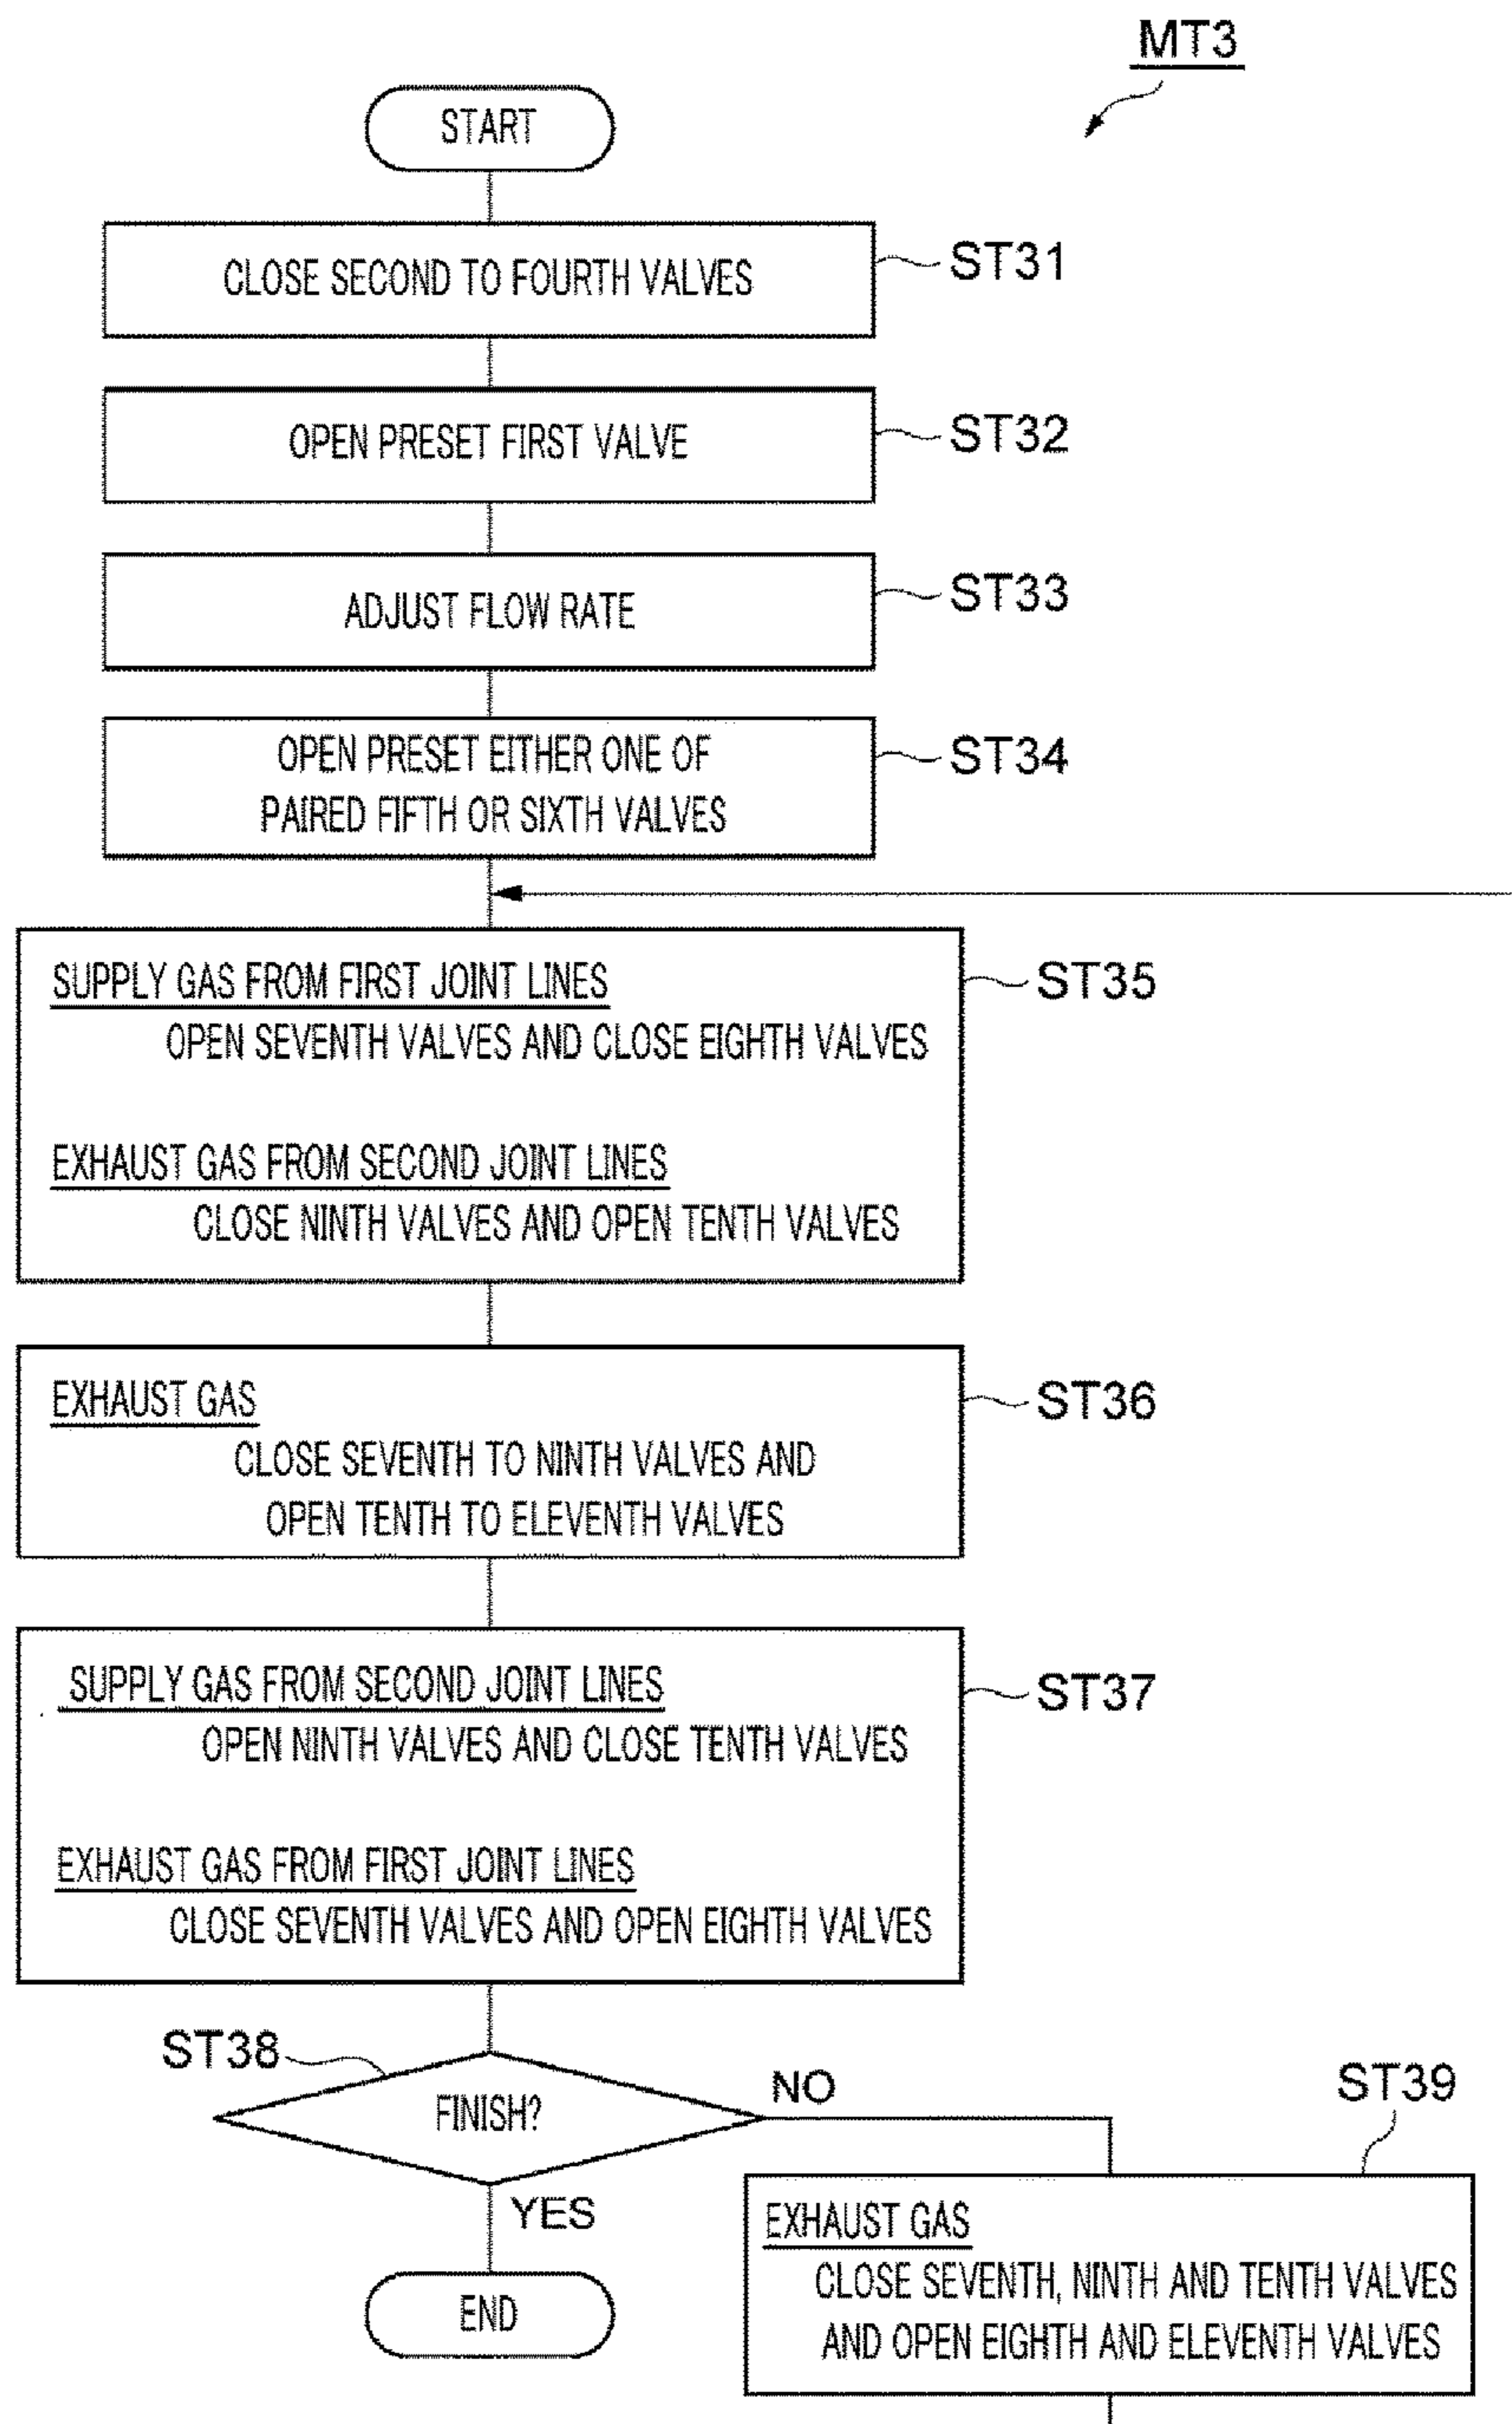 MT3
START
CLOSE SECOND TO FOURTH VALVES
ST31
OPEN PRESET FIRST VALVE
ST32
ADJUST FLOW RATE
ST33
OPEN PRESET EITHER ONE OF
PAIRED FIFTH OR SIXTH VALVES
ST34
SUPPLY GAS FROM FIRST JOINT LINES
OPEN SEVENTH VALVES AND CLOSE EIGHTH VALVES
EXHAUST GAS FROM SECOND JOINT LINES
CLOSE NINTH VALVES AND OPEN TENTH VALVES
ST35
EXHAUST GAS
CLOSE SEVENTH TO NINTH VALVES AND
OPEN TENTH TO ELEVENTH VALVES
ST36
SUPPLY GAS FROM SECOND JOINT LINES
OPEN NINTH VALVES AND CLOSE TENTH VALVES
EXHAUST GAS FROM FIRST JOINT LINES
CLOSE SEVENTH VALVES AND OPEN EIGHTH VALVES
ST37
ST38
FINISH?
NO
YES
END
ST39
EXHAUST GAS
CLOSE SEVENTH, NINTH AND TENTH VALVES
AND OPEN EIGHTH AND ELEVENTH VALVES